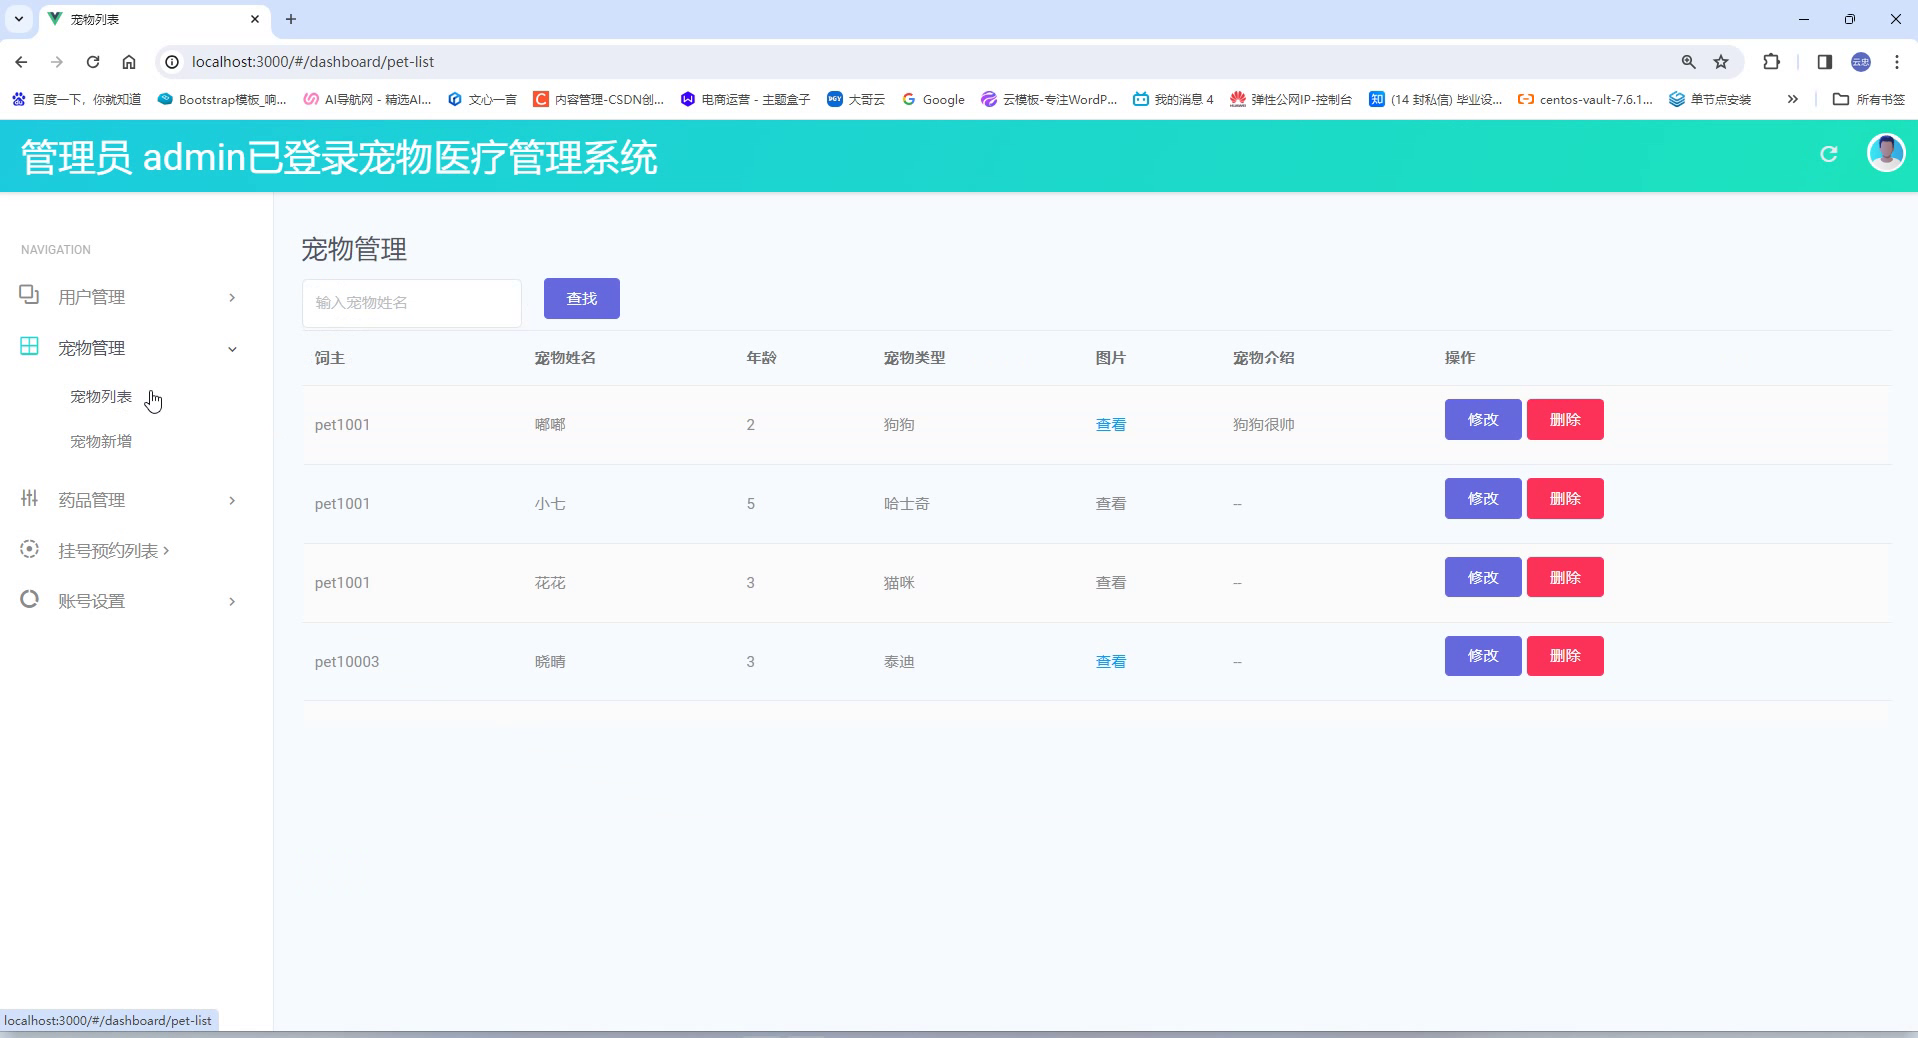 宠物列表
localhost:3000/#/dashboard/pet-list
百度一下，你就知道 Bootstrap模板_响... AI导航网 - 精选AI... 文心一言 内容管理-CSDN创... 电商运营 - 主题盒子 大哥云 Google 云模板-专注WordP... 我的消息 4 弹性公网IP-控制台 (14 封私信) 毕业设... centos-vault-7.6.1... 单节点安装 » 所有书签
管理员 admin已登录宠物医疗管理系统
NAVIGATION
用户管理
宠物管理
宠物列表
宠物新增
药品管理
挂号预约列表
账号设置
宠物管理
输入宠物姓名 查找
饲主 宠物姓名 年龄 宠物类型 图片 宠物介绍 操作
pet1001 嘟嘟 2 狗狗 查看 狗狗很帅 修改 删除
pet1001 小七 5 哈士奇 查看 -- 修改 删除
pet1001 花花 3 猫咪 查看 -- 修改 删除
pet10003 晓晴 3 泰迪 查看 -- 修改 删除
localhost:3000/#/dashboard/pet-list